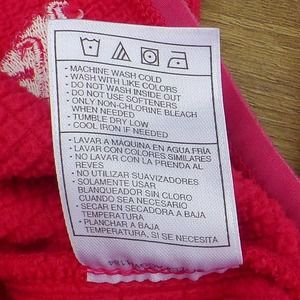 - MACHINE WASH COLD
- WASH WITH LIKE COLORS
- DO NOT WASH INSIDE OUT
- DO NOT USE SOFTENERS
- ONLY NON-CHLORINE BLEACH
WHEN NEEDED
- TUMBLE DRY LOW
- COOL IRON IF NEEDED
- LAVAR A MÁQUINA EN AGUA FRÍA
- LAVAR CON COLORES SIMILARES
- NO LAVAR CON LA PRENDA AL
REVES
- NO UTILIZAR SUAVIZADORES
- SOLAMENTE USAR
BLANQUEADOR SIN CLORO
CUANDO SEA NECESARIO
- SECAR EN SECADORA A BAJA
TEMPERATURA
- PLANCHAR A BAJA
TEMPERATURA, SI SE NECESITA